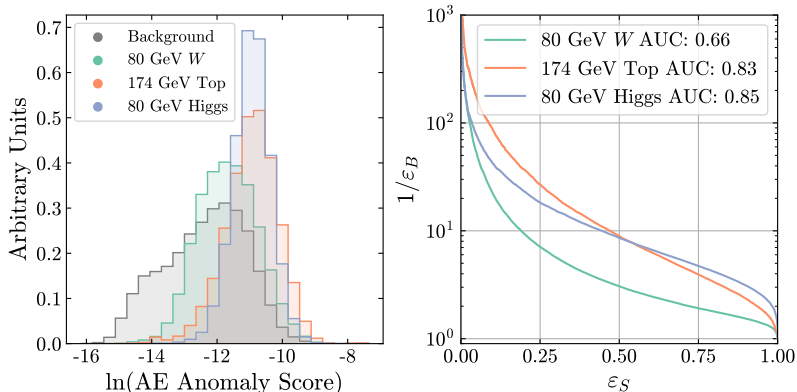 0.7
0.6
0.5
0.4
0.3
0.2
0.1
0.0
Arbitrary Units
Background
80 GeV W
174 GeV Top
80 GeV Higgs
-16 -14 -12 -10 -8
ln(AE Anomaly Score)
10³
10²
10¹
10⁰
1/ε_B
80 GeV W AUC: 0.66
174 GeV Top AUC: 0.83
80 GeV Higgs AUC: 0.85
0.00 0.25 0.50 0.75 1.00
ε_S